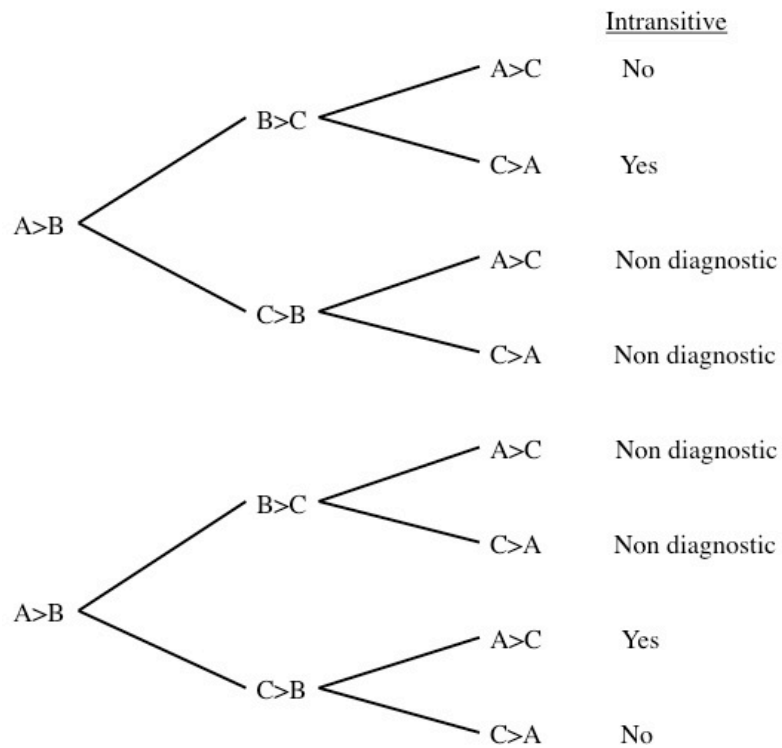 Intransitive
A>C No
B>C
C>A Yes
A>B
A>C Non diagnostic
C>B
C>A Non diagnostic
A>C Non diagnostic
B>C
C>A Non diagnostic
A>B
A>C Yes
C>B
C>A No